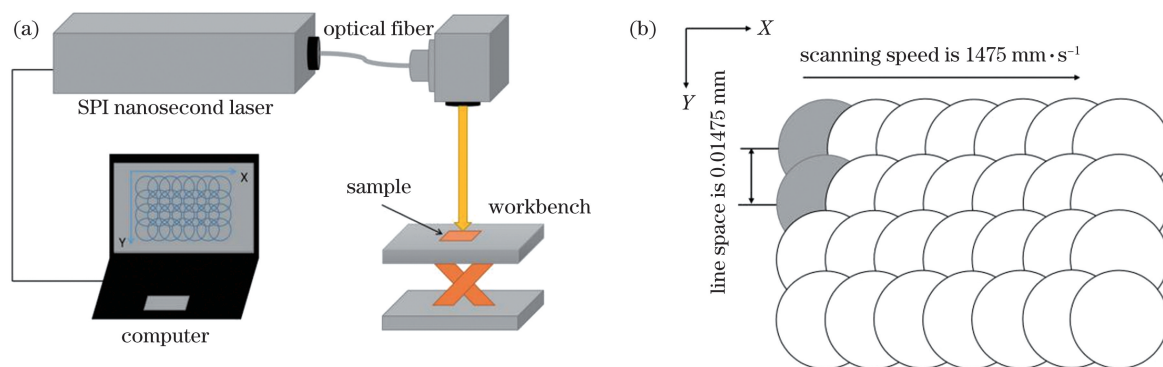 (a)
optical fiber
SPI nanosecond laser
X
Y
sample
workbench
computer
(b)
X
Y
scanning speed is 1475 mm·s⁻¹
line space is 0.01475 mm